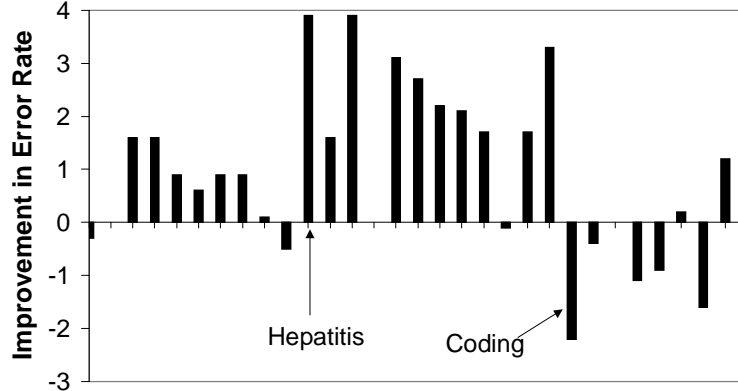 Improvement in Error Rate
4
3
2
1
0
-1
-2
-3
Hepatitis
Coding